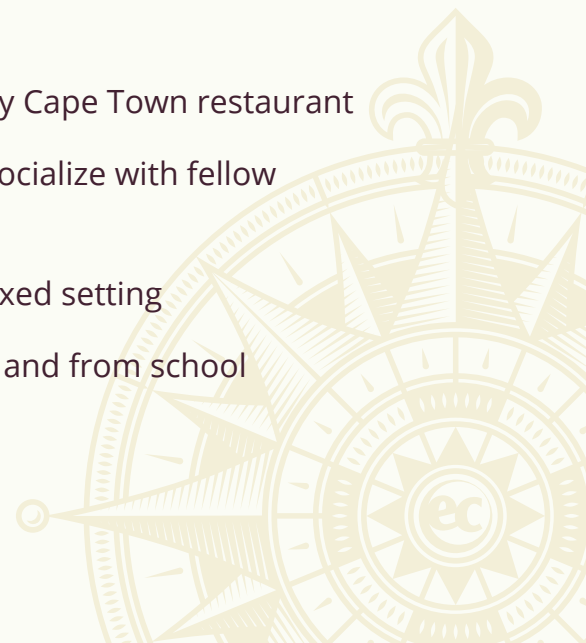 y Cape Town restaurant
ocialize with fellow
xed setting
and from school
ec